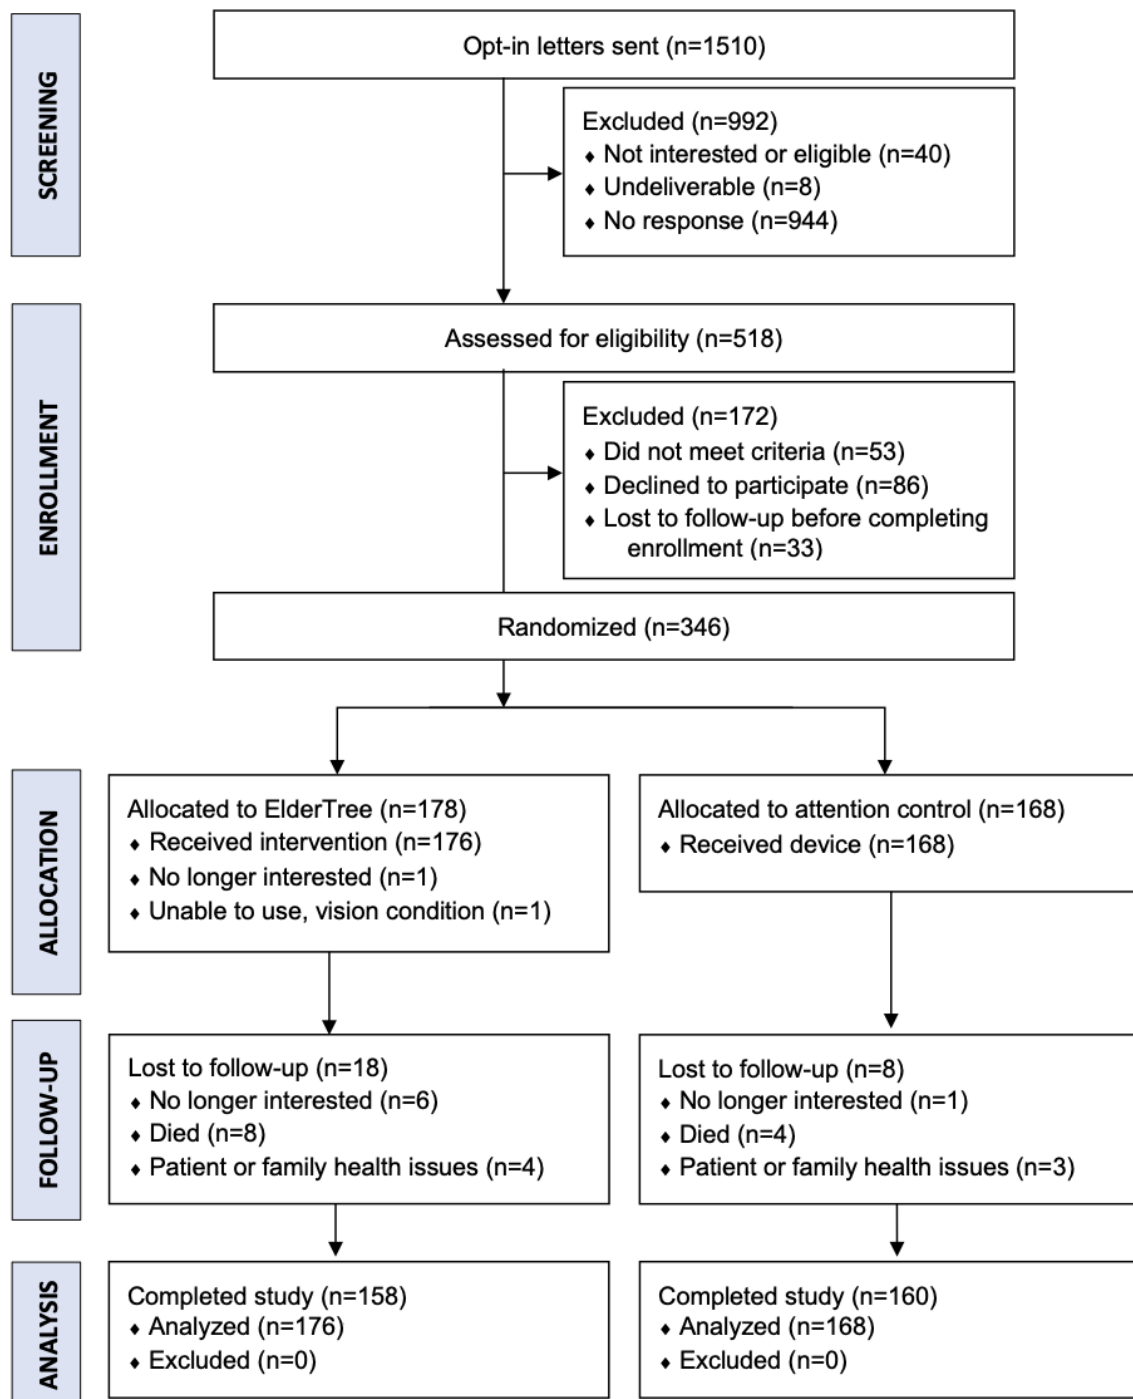 SCREENING
Opt-in letters sent (n=1510)
Excluded (n=992)
♦ Not interested or eligible (n=40)
♦ Undeliverable (n=8)
♦ No response (n=944)
ENROLLMENT
Assessed for eligibility (n=518)
Excluded (n=172)
♦ Did not meet criteria (n=53)
♦ Declined to participate (n=86)
♦ Lost to follow-up before completing
enrollment (n=33)
Randomized (n=346)
ALLOCATION
Allocated to ElderTree (n=178)
♦ Received intervention (n=176)
♦ No longer interested (n=1)
♦ Unable to use, vision condition (n=1)
Allocated to attention control (n=168)
♦ Received device (n=168)
FOLLOW-UP
Lost to follow-up (n=18)
♦ No longer interested (n=6)
♦ Died (n=8)
♦ Patient or family health issues (n=4)
Lost to follow-up (n=8)
♦ No longer interested (n=1)
♦ Died (n=4)
♦ Patient or family health issues (n=3)
ANALYSIS
Completed study (n=158)
♦ Analyzed (n=176)
♦ Excluded (n=0)
Completed study (n=160)
♦ Analyzed (n=168)
♦ Excluded (n=0)